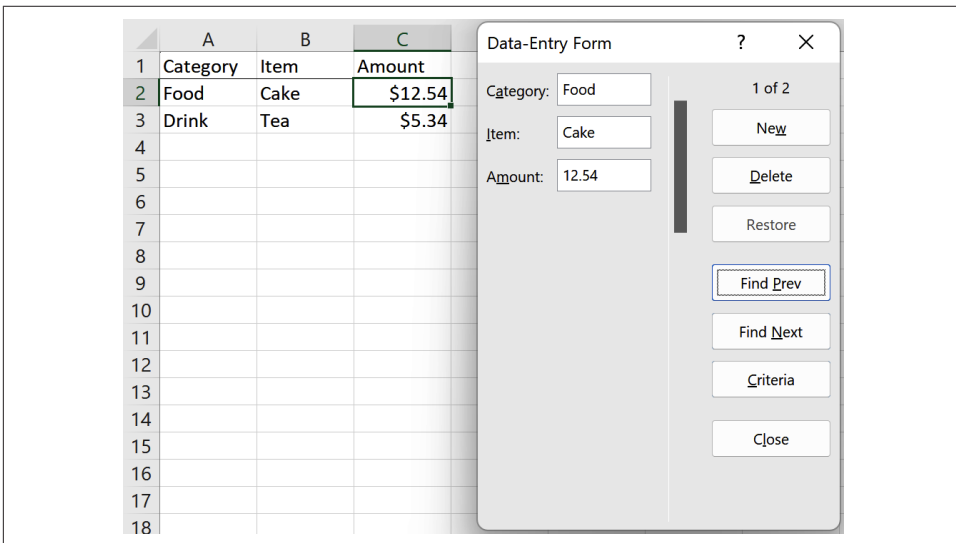 A B C
1 Category Item Amount
2 Food Cake $12.54
3 Drink Tea $5.34
4
5
6
7
8
9
10
11
12
13
14
15
16
17
18
Data-Entry Form ? X
1 of 2
Category: Food
Item: Cake
Amount: 12.54
New
Delete
Restore
Find Prev
Find Next
Criteria
Close